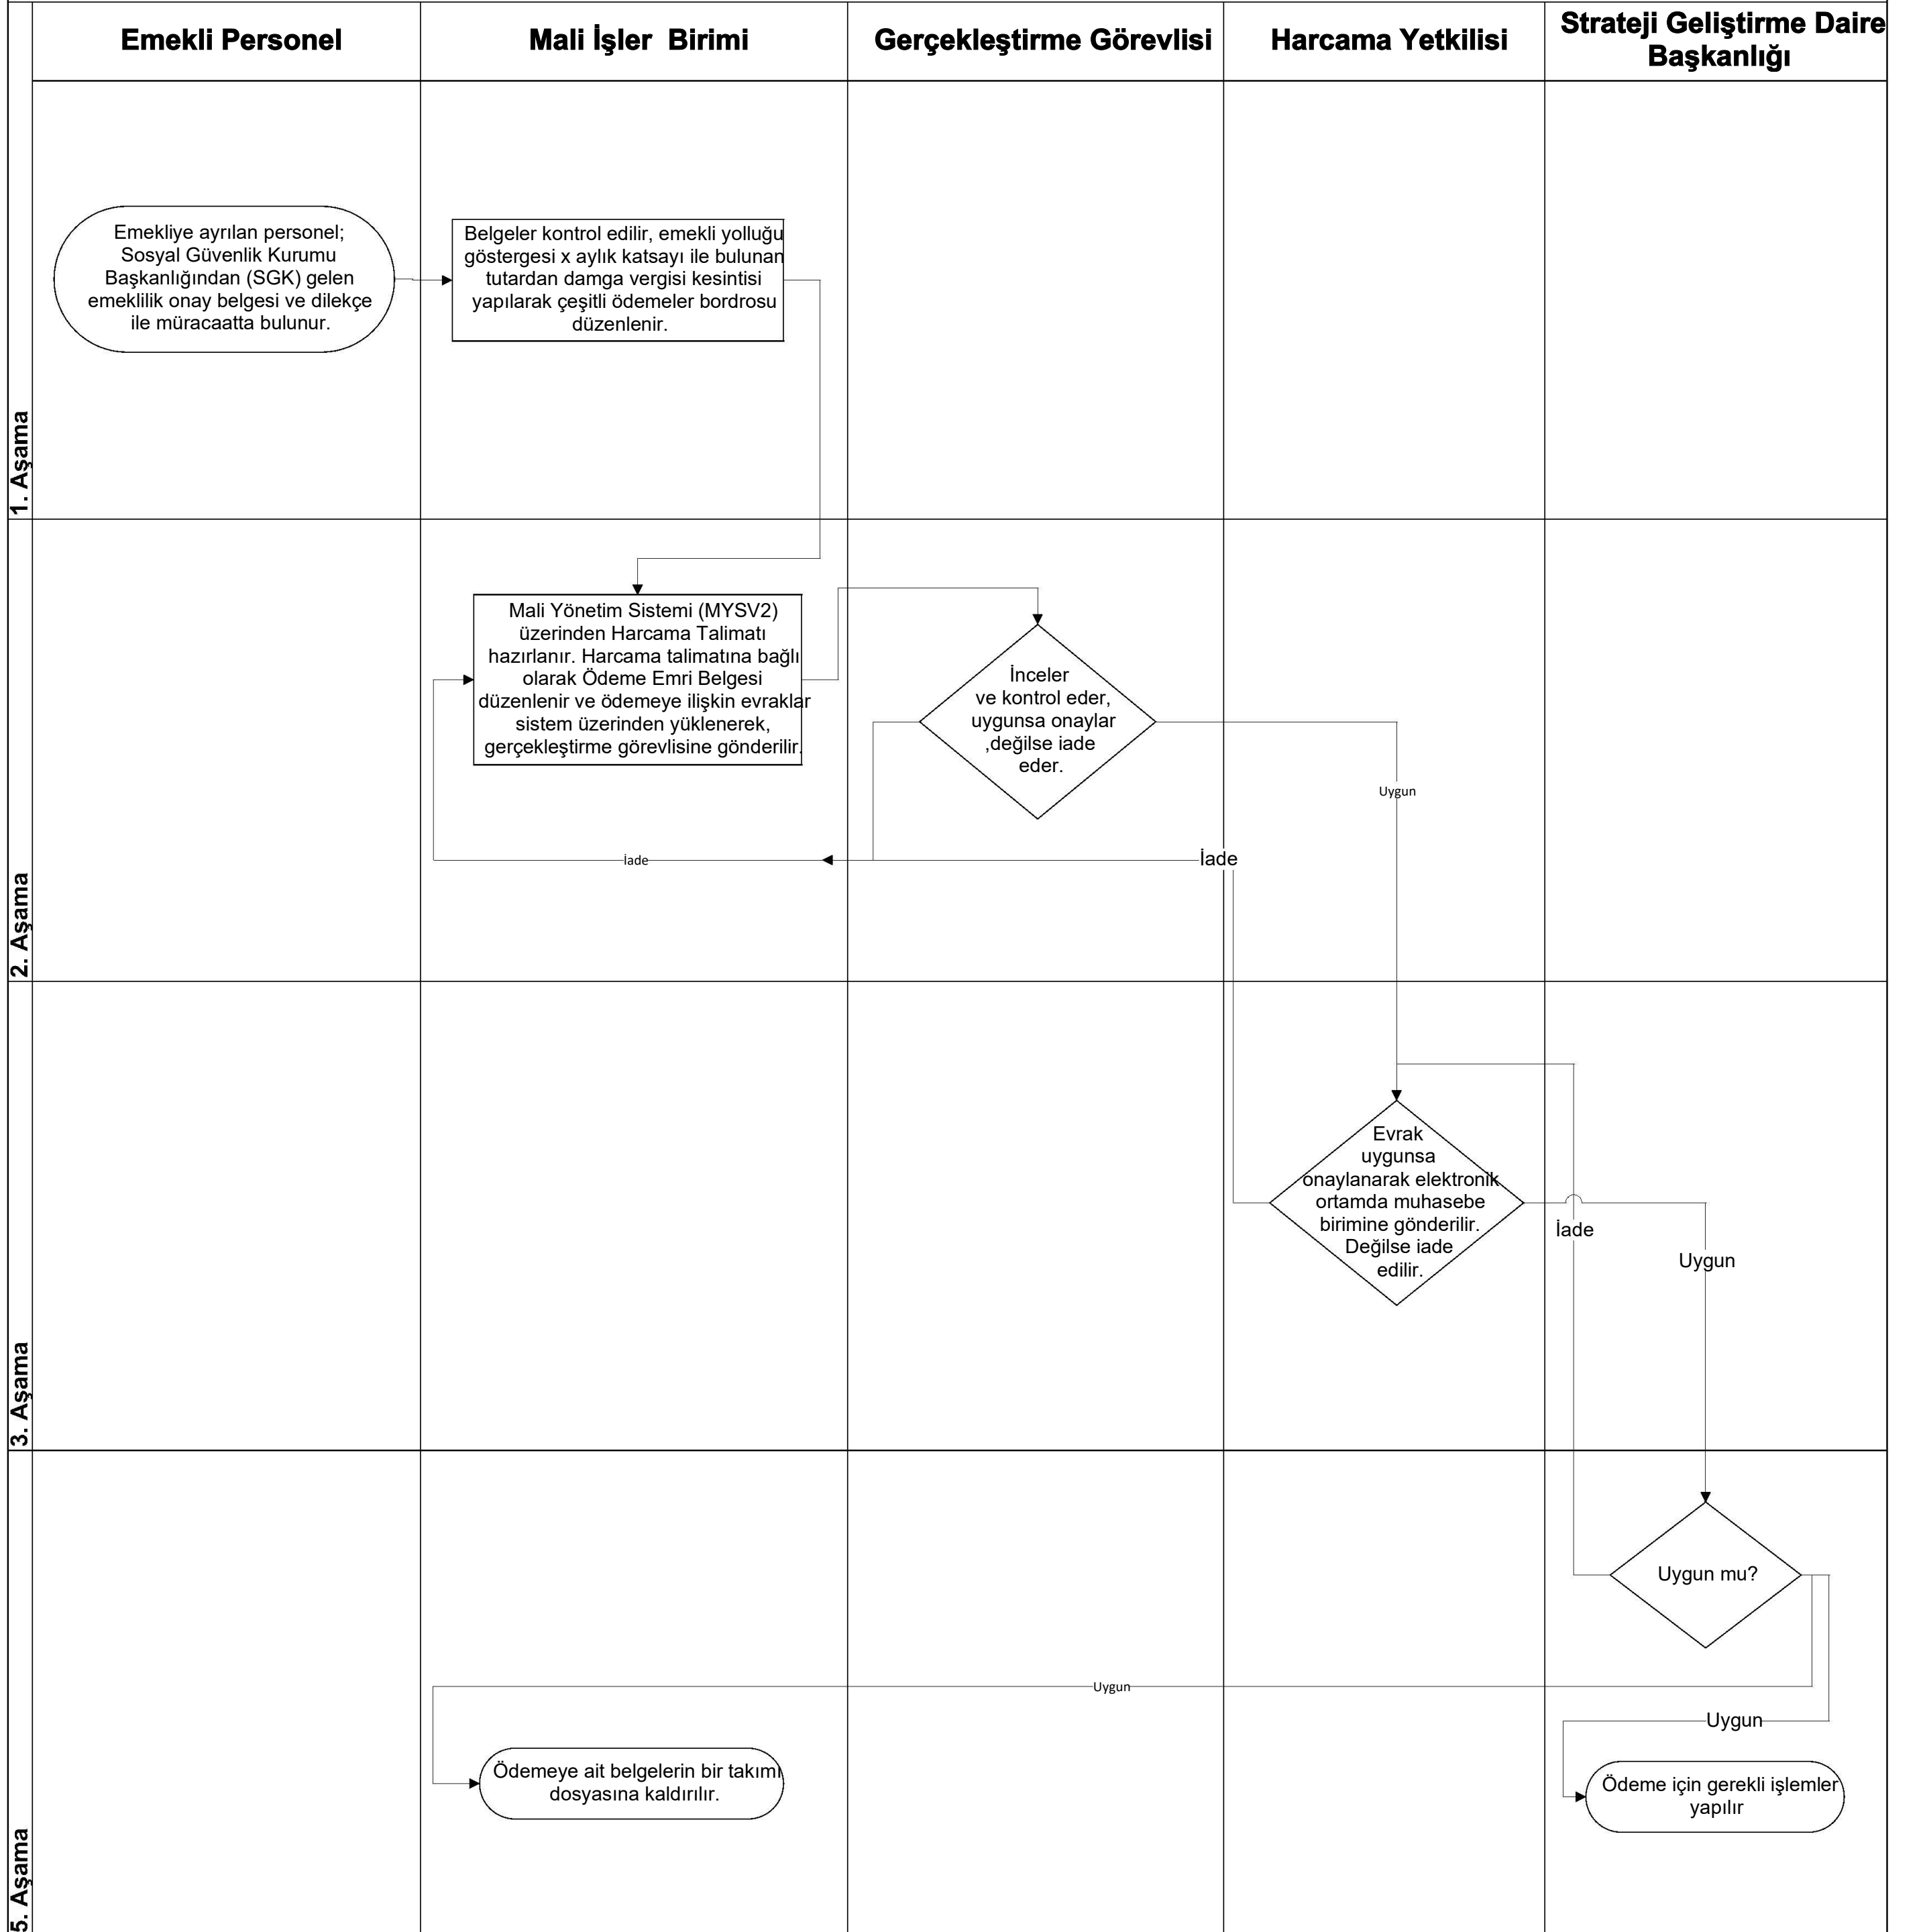 Emekli Personel
Mali İşler  Birimi
Gerçekleştirme Görevlisi
Harcama Yetkilisi
Strateji Geliştirme Daire
Başkanlığı
1. Aşama
Emekliye ayrılan personel;
Sosyal Güvenlik Kurumu
Başkanlığından (SGK) gelen
emeklilik onay belgesi ve dilekçe
ile müracaatta bulunur.
Belgeler kontrol edilir, emekli yolluğu
göstergesi x aylık katsayı ile bulunan
tutardan damga vergisi kesintisi
yapılarak çeşitli ödemeler bordrosu
düzenlenir.
2. Aşama
Mali Yönetim Sistemi (MYSV2)
üzerinden Harcama Talimatı
hazırlanır. Harcama talimatına bağlı
olarak Ödeme Emri Belgesi
düzenlenir ve ödemeye ilişkin evraklar
sistem üzerinden yüklenerek,
gerçekleştirme görevlisine gönderilir.
İnceler
ve kontrol eder,
uygunsa onaylar
,değilse iade
eder.
Uygun
İade
İade
3. Aşama
Evrak
uygunsa
onaylanarak elektronik
ortamda muhasebe
birimine gönderilir.
Değilse iade
edilir.
İade
Uygun
5. Aşama
Uygun mu?
Uygun
Uygun
Ödemeye ait belgelerin bir takımı
dosyasına kaldırılır.
Ödeme için gerekli işlemler
yapılır